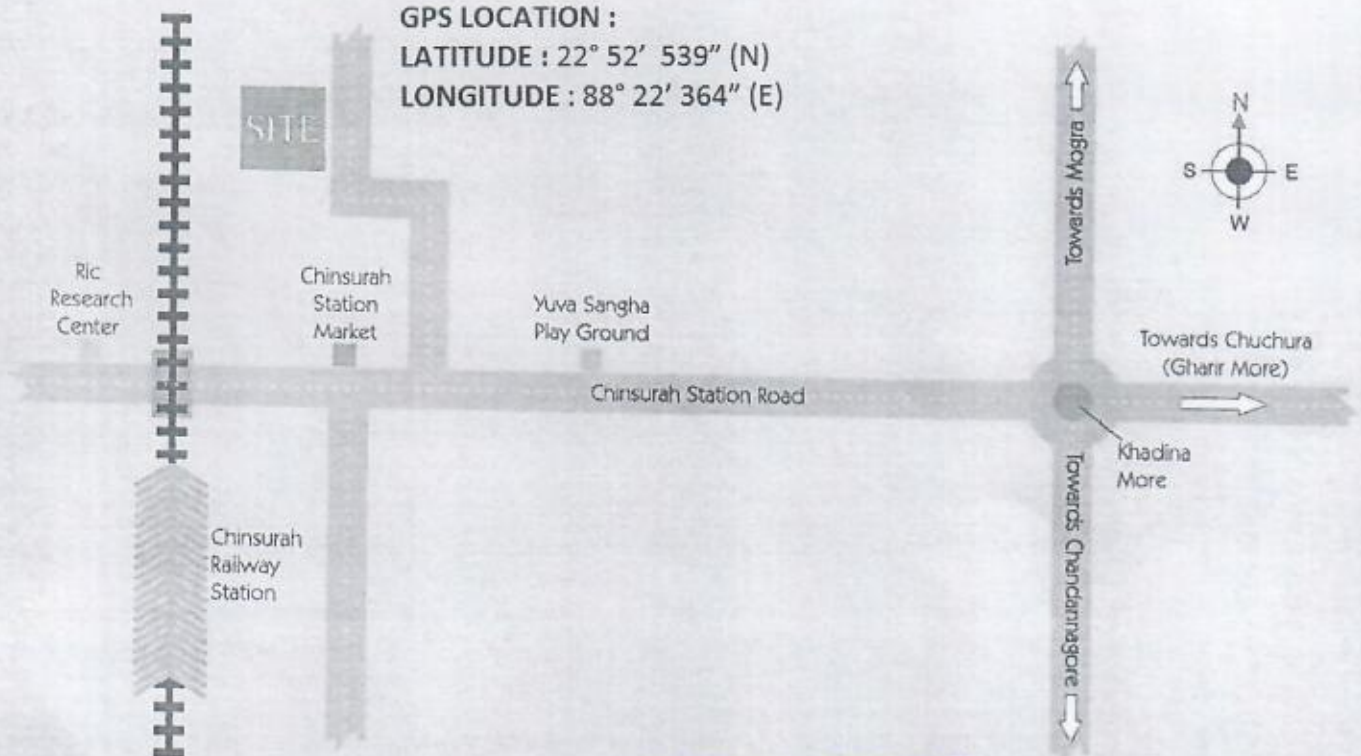 GPS LOCATION :
LATITUDE : 22° 52’ 539” (N)
LONGITUDE : 88° 22’ 364” (E)
SITE
N
S
E
W
Towards Mogra
Ric
Research
Center
Chinsurah
Station
Market
Yuva Sangha
Play Ground
Towards Chuchura
(Gharir More)
Chinsurah Station Road
Khadina
More
Towards Chandannagore
Chinsurah
Railway
Station